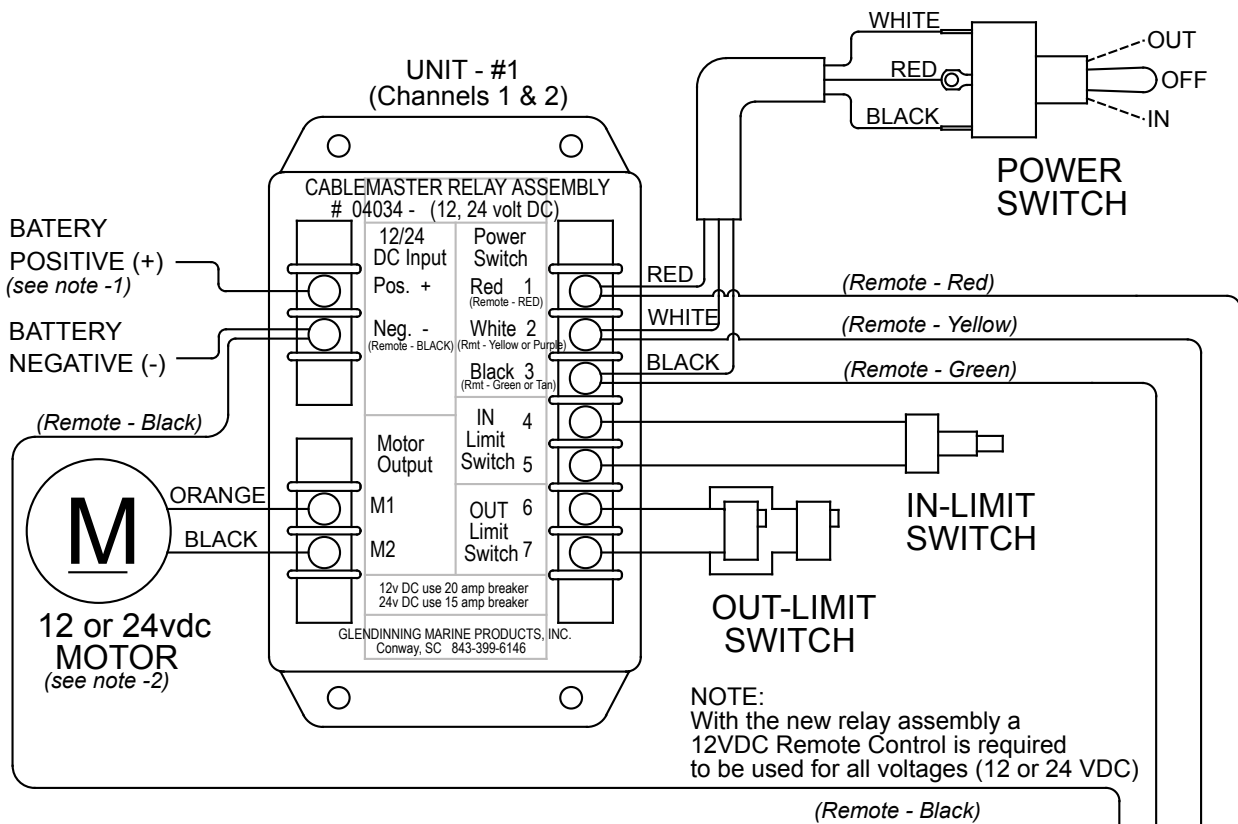 WHITE
OUT
UNIT - #1
(Channels 1 & 2)
RED
OFF
BLACK
IN
POWER
SWITCH
CABLEMASTER RELAY ASSEMBLY
# 04034 - (12, 24 volt DC)
BATERY
POSITIVE (+)
(see note -1)
BATTERY
NEGATIVE (-)
(Remote - Black)
12/24
DC Input
Pos. +
Neg. -
(Remote - BLACK)
Power
Switch
Red 1
(Remote - RED)
White 2
(Rmt - Yellow or Purple)
Black 3
(Rmt - Green or Tan)
RED
WHITE
BLACK
(Remote - Red)
(Remote - Yellow)
(Remote - Green)
Motor
Output
M1
M2
IN 4
Limit
Switch 5
OUT 6
Limit
Switch 7
ORANGE
BLACK
M
12 or 24vdc
MOTOR
(see note -2)
IN-LIMIT
SWITCH
OUT-LIMIT
SWITCH
12v DC use 20 amp breaker
24v DC use 15 amp breaker
GLENDINNING MARINE PRODUCTS, INC.
Conway, SC 843-399-6146
NOTE:
With the new relay assembly a
12VDC Remote Control is required
to be used for all voltages (12 or 24 VDC)
(Remote - Black)